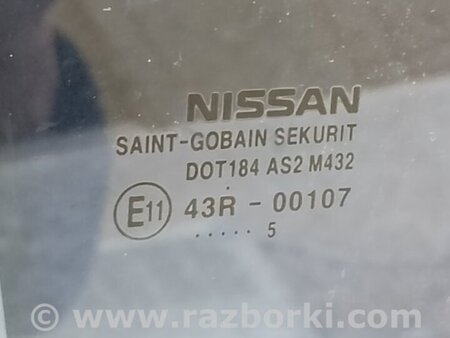 NISSAN
SAINT-GOBAIN SEKURIT
DOT184 AS2 M432
E11 43R - 00107
..... 5
© www.razborki.com